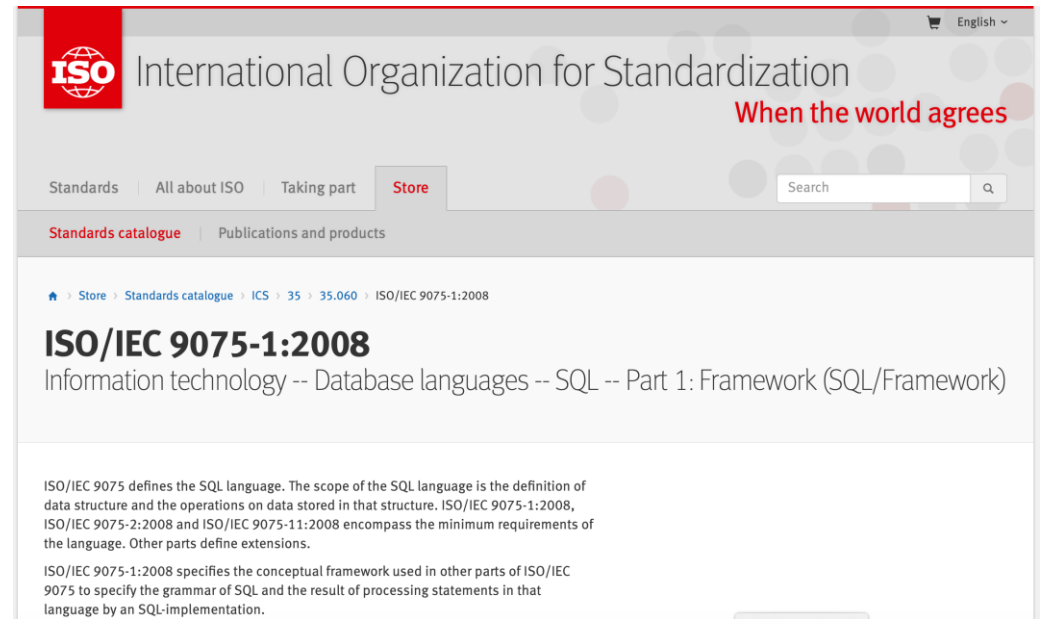 English
ISO
International Organization for Standardization
When the world agrees
Standards
All about ISO
Taking part
Store
Search
Standards catalogue
Publications and products
Store › Standards catalogue › ICS › 35 › 35.060 › ISO/IEC 9075-1:2008
ISO/IEC 9075-1:2008
Information technology -- Database languages -- SQL -- Part 1: Framework (SQL/Framework)
ISO/IEC 9075 defines the SQL language. The scope of the SQL language is the definition of
data structure and the operations on data stored in that structure. ISO/IEC 9075-1:2008,
ISO/IEC 9075-2:2008 and ISO/IEC 9075-11:2008 encompass the minimum requirements of
the language. Other parts define extensions.
ISO/IEC 9075-1:2008 specifies the conceptual framework used in other parts of ISO/IEC
9075 to specify the grammar of SQL and the result of processing statements in that
language by an SQL-implementation.